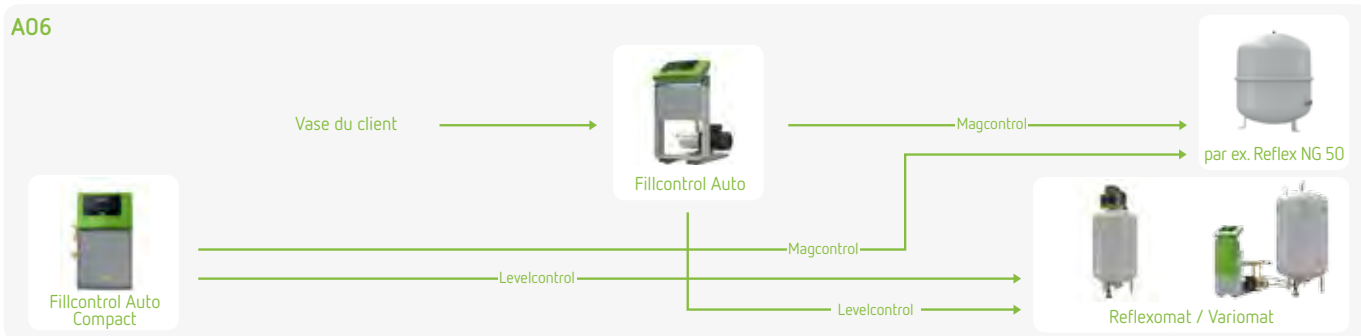 A06
Vase du client
Magcontrol
par ex. Reflex NG 50
Fillcontrol Auto
Magcontrol
Levelcontrol
Fillcontrol Auto
Compact
Levelcontrol
Reflexomat / Variomat